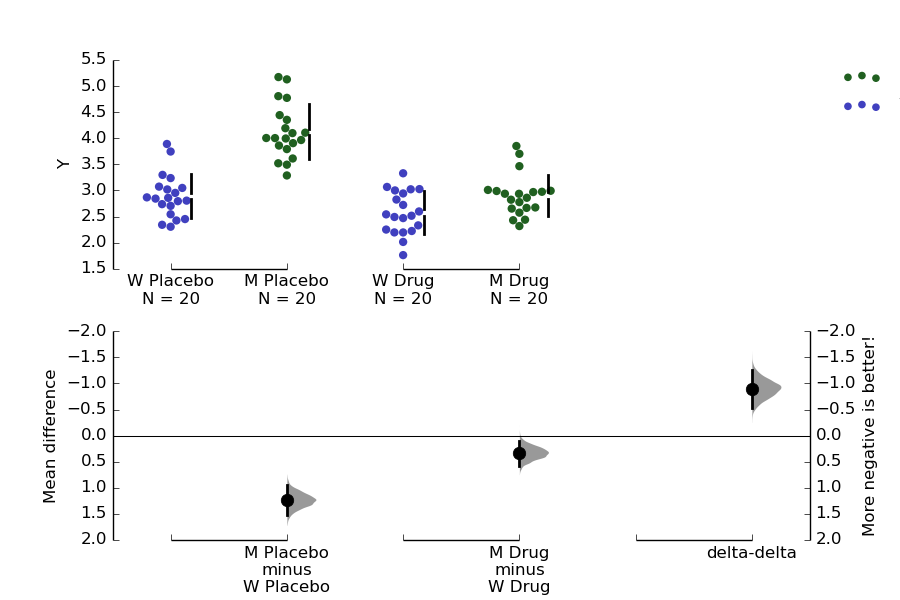 5.5
5.0
4.5
4.0
3.5
3.0
2.5
2.0
1.5
Y
W Placebo
N = 20
M Placebo
N = 20
W Drug
N = 20
M Drug
N = 20
−2.0
−1.5
−1.0
−0.5
0.0
0.5
1.0
1.5
2.0
Mean difference
M Placebo
minus
W Placebo
M Drug
minus
W Drug
delta-delta
−2.0
−1.5
−1.0
−0.5
0.0
0.5
1.0
1.5
2.0
More negative is better!